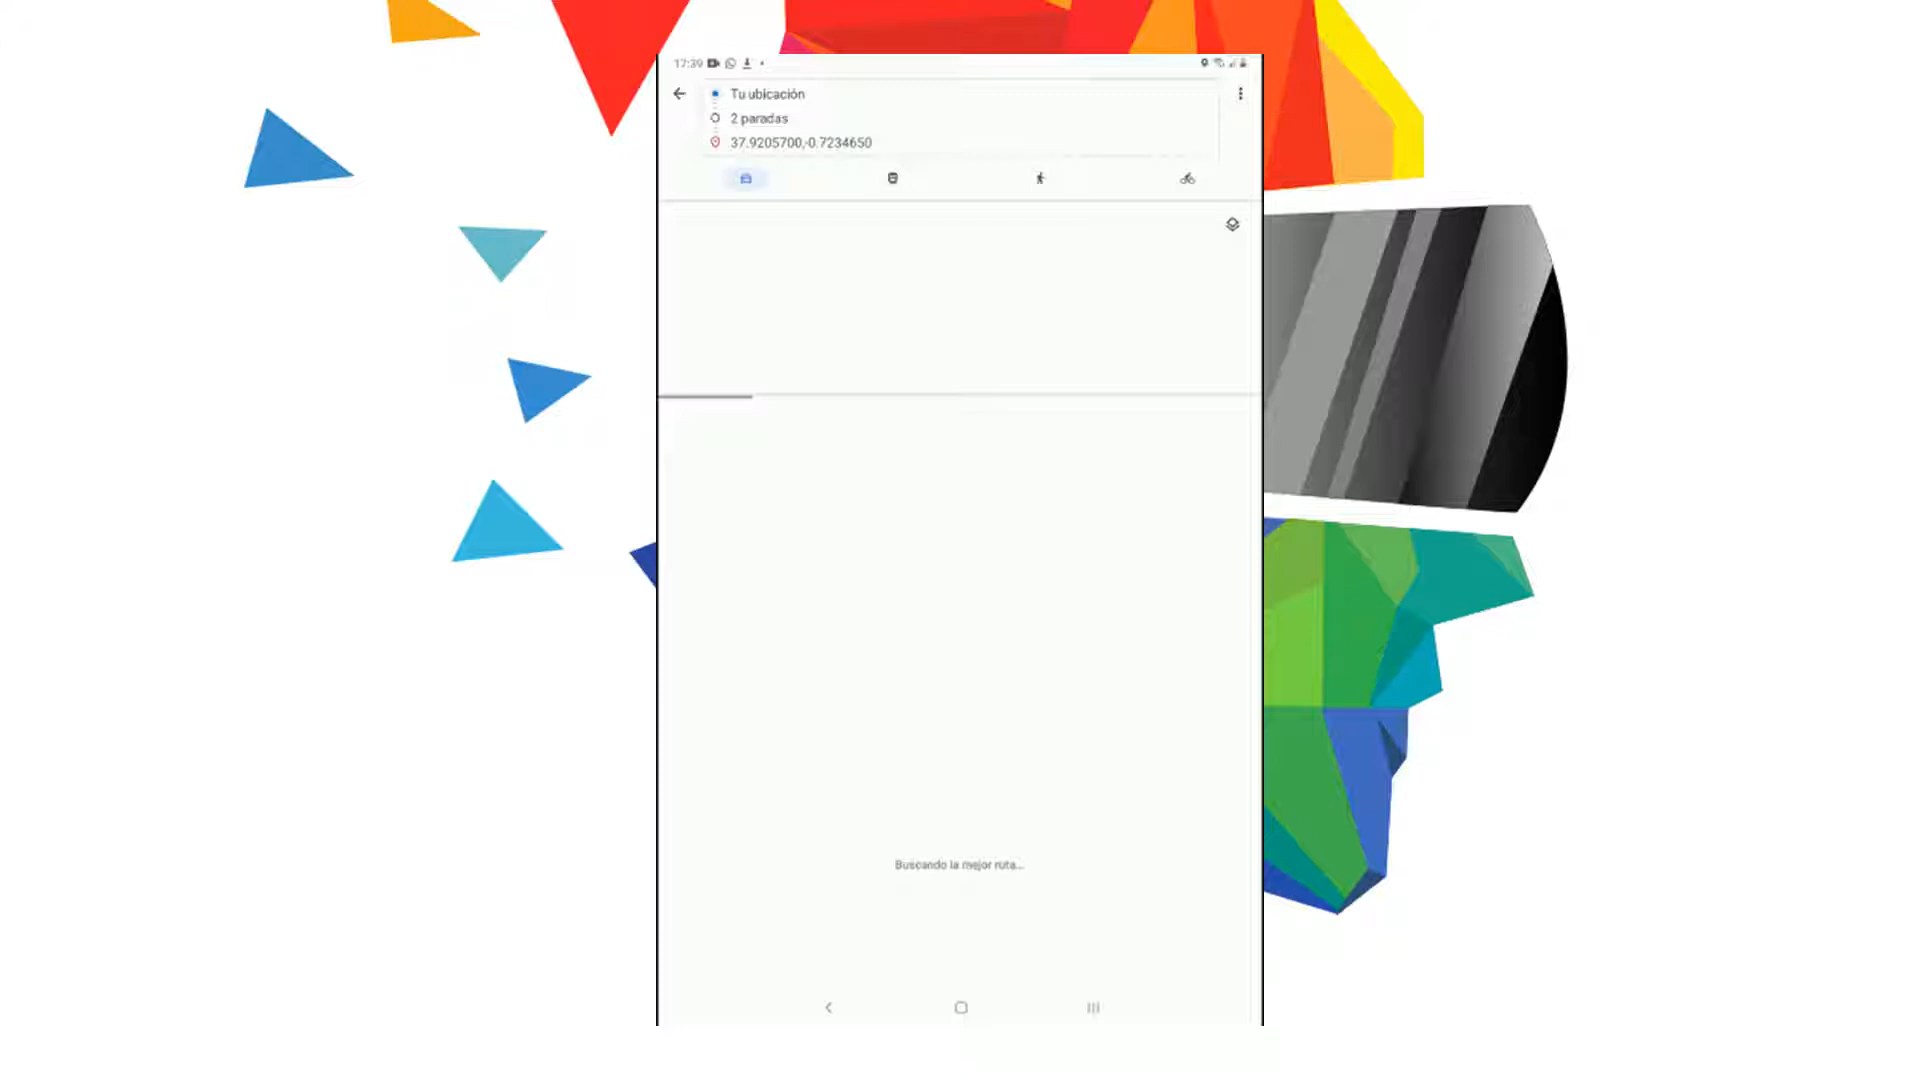 17:39
Tu ubicación
2 paradas
37.9205700,-0.7234650
Buscando la mejor ruta...